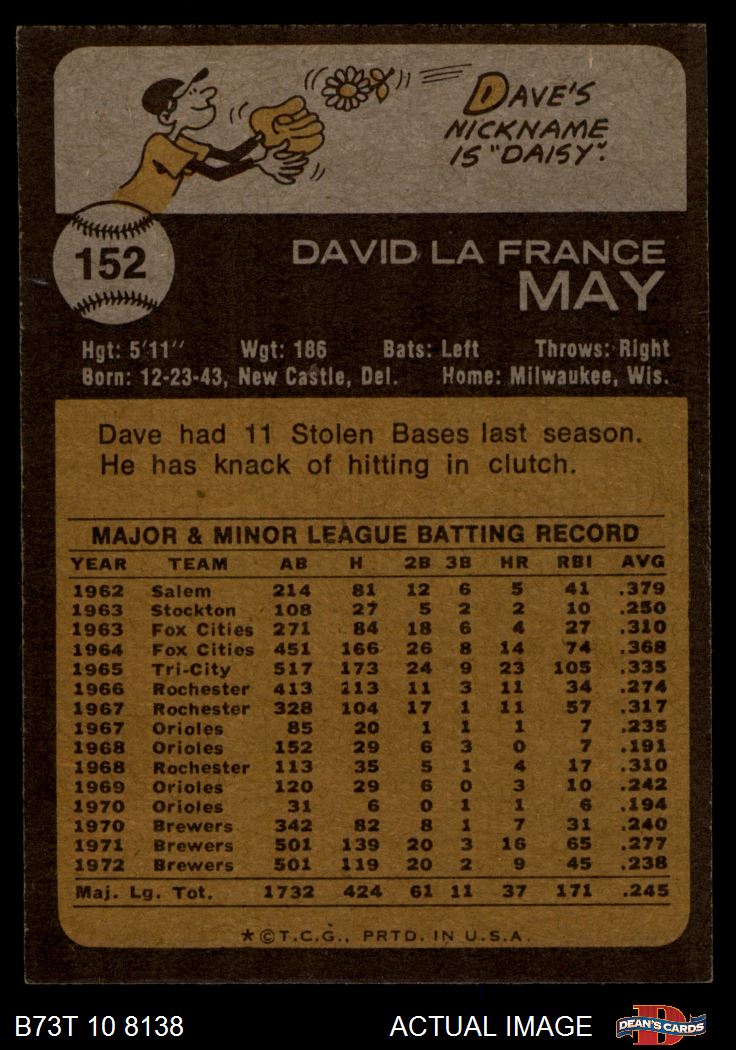 DAVE'S
NICKNAME
IS "DAISY".
152
DAVID LA FRANCE
MAY
Hgt: 5'11" Wgt: 186 Bats: Left Throws: Right
Born: 12-23-43, New Castle, Del. Home: Milwaukee, Wis.
Dave had 11 Stolen Bases last season.
He has knack of hitting in clutch.
MAJOR & MINOR LEAGUE BATTING RECORD
YEAR TEAM AB H 2B 3B HR RBI AVG
1962 Salem 214 81 12 6 5 41 .379
1963 Stockton 108 27 5 2 2 10 .250
1963 Fox Cities 271 84 18 6 4 27 .310
1964 Fox Cities 451 166 26 8 14 74 .368
1965 Tri-City 517 173 24 9 23 105 .335
1966 Rochester 413 113 11 3 11 34 .274
1967 Rochester 328 104 17 1 11 57 .317
1967 Orioles 85 20 1 1 1 7 .235
1968 Orioles 152 29 6 3 0 7 .191
1968 Rochester 113 35 5 1 4 17 .310
1969 Orioles 120 29 6 0 3 10 .242
1970 Orioles 31 6 0 1 1 6 .194
1970 Brewers 342 82 8 1 7 31 .240
1971 Brewers 501 139 20 3 16 65 .277
1972 Brewers 501 119 20 2 9 45 .238
Maj. Lg. Tot. 1732 424 61 11 37 171 .245
★©T.C.G., PRTD. IN U.S.A.
B73T 10 8138 ACTUAL IMAGE
D DEAN'S CARDS